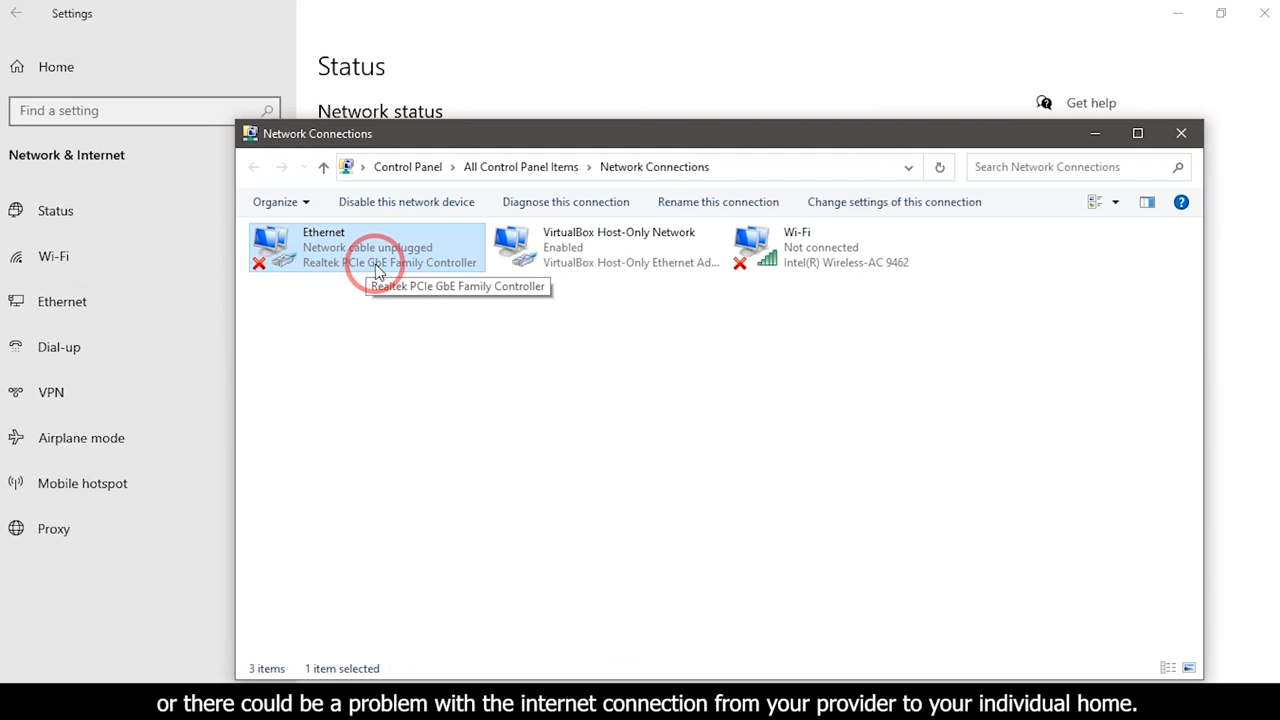 Settings
Home
Find a setting
Network & Internet
Status
Wi-Fi
Ethernet
Dial-up
VPN
Airplane mode
Mobile hotspot
Proxy
Status
Network status
Get help
Network Connections
Control Panel › All Control Panel Items › Network Connections
Search Network Connections
Organize
Disable this network device
Diagnose this connection
Rename this connection
Change settings of this connection
Ethernet
Network cable unplugged
Realtek PCIe GbE Family Controller
Realtek PCIe GbE Family Controller
VirtualBox Host-Only Network
Enabled
VirtualBox Host-Only Ethernet Ad...
Wi-Fi
Not connected
Intel(R) Wireless-AC 9462
3 items
1 item selected
or there could be a problem with the internet connection from your provider to your individual home.